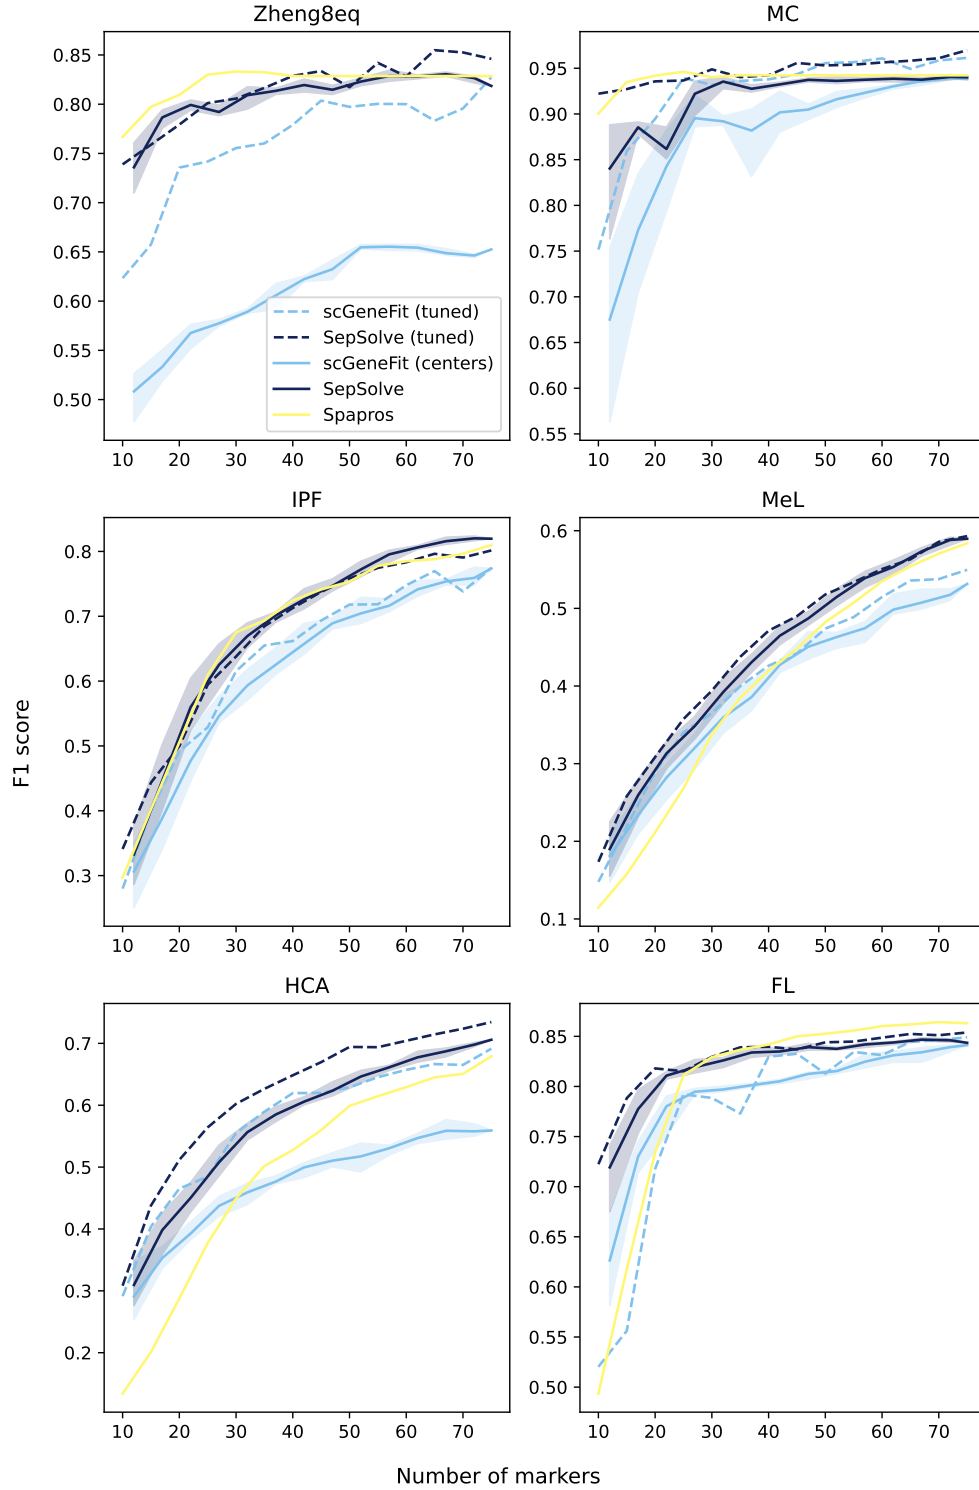 Zheng8eq
0.85
0.80
0.75
0.70
0.65
0.60
0.55
0.50
10 20 30 40 50 60 70
scGeneFit (tuned)
SepSolve (tuned)
scGeneFit (centers)
SepSolve
Spapros
MC
0.95
0.90
0.85
0.80
0.75
0.70
0.65
0.60
0.55
10 20 30 40 50 60 70
IPF
0.8
0.7
0.6
0.5
0.4
0.3
10 20 30 40 50 60 70
MeL
0.6
0.5
0.4
0.3
0.2
0.1
10 20 30 40 50 60 70
F1 score
HCA
0.7
0.6
0.5
0.4
0.3
0.2
10 20 30 40 50 60 70
FL
0.85
0.80
0.75
0.70
0.65
0.60
0.55
0.50
10 20 30 40 50 60 70
Number of markers